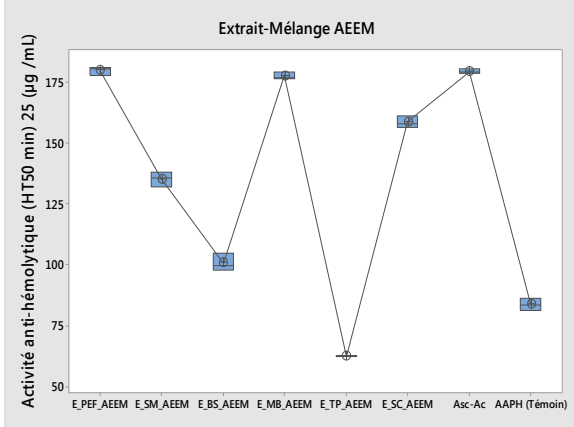 Extrait-Mélange AEEM
Activité anti-hémolytique (HT50 min) 25 (µg /mL)
175
150
125
100
75
50
E_PEF_AEEM E_SM_AEEM E_BS_AEEM E_MB_AEEM E_TP_AEEM E_SC_AEEM Asc-Ac AAPH (Témoin)